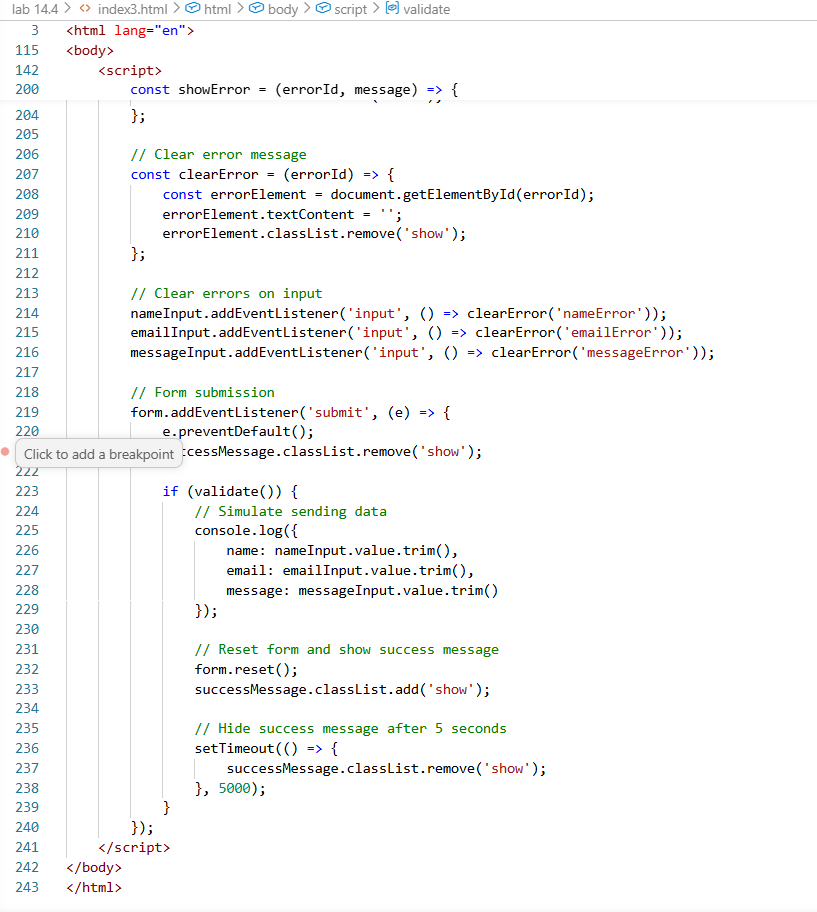 lab 14.4 > index3.html > html > body > script > validate
3 <html lang="en">
115 <body>
142 <script>
200 const showError = (errorId, message) => {
204 };
205
206 // Clear error message
207 const clearError = (errorId) => {
208 const errorElement = document.getElementById(errorId);
209 errorElement.textContent = '';
210 errorElement.classList.remove('show');
211 };
212
213 // Clear errors on input
214 nameInput.addEventListener('input', () => clearError('nameError'));
215 emailInput.addEventListener('input', () => clearError('emailError'));
216 messageInput.addEventListener('input', () => clearError('messageError'));
217
218 // Form submission
219 form.addEventListener('submit', (e) => {
220 e.preventDefault();
Click to add a breakpoint
ccessMessage.classList.remove('show');
222
223 if (validate()) {
224 // Simulate sending data
225 console.log({
226 name: nameInput.value.trim(),
227 email: emailInput.value.trim(),
228 message: messageInput.value.trim()
229 });
230
231 // Reset form and show success message
232 form.reset();
233 successMessage.classList.add('show');
234
235 // Hide success message after 5 seconds
236 setTimeout(() => {
237 successMessage.classList.remove('show');
238 }, 5000);
239 }
240 });
241 </script>
242 </body>
243 </html>